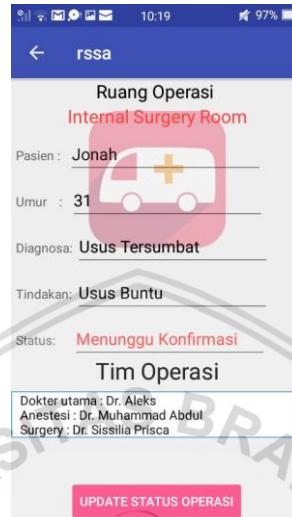 10:19 97%
rssa
Ruang Operasi
Internal Surgery Room
Pasien : Jonah
Umur : 31
Diagnosa: Usus Tersumbat
Tindakan: Usus Buntu
Status: Menunggu Konfirmasi
Tim Operasi
Dokter utama : Dr. Aleks
Anestesi : Dr. Muhammad Abdul
Surgery : Dr. Sissilia Prisca
UPDATE STATUS OPERASI